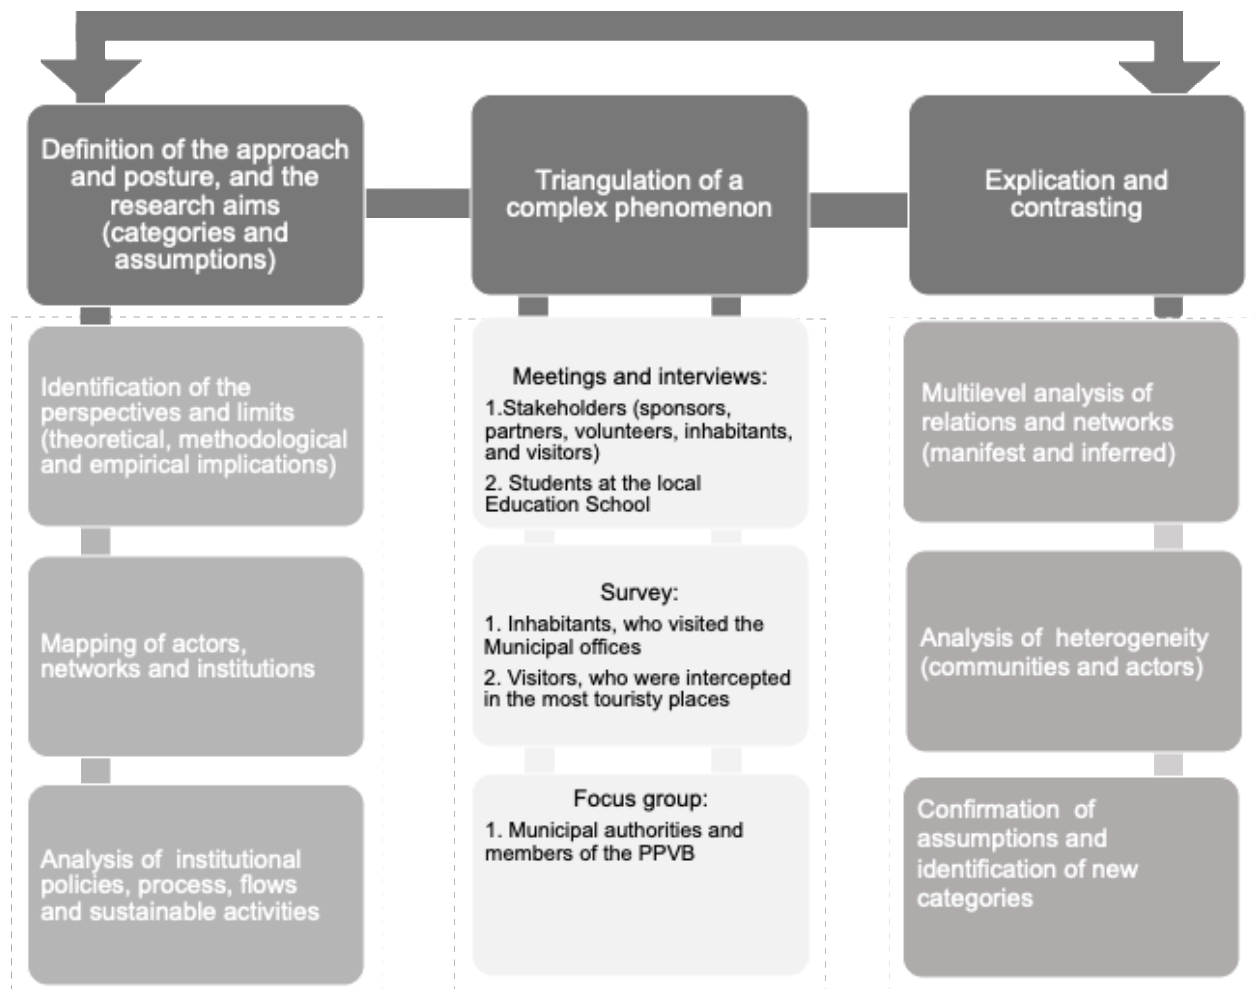 Definition of the approach
and posture, and the
research aims
(categories and
assumptions)
Triangulation of a
complex phenomenon
Explication and
contrasting
Identification of the
perspectives and limits
(theoretical, methodological
and empirical implications)
Mapping of actors,
networks and institutions
Analysis of institutional
policies, process, flows
and sustainable activities
Meetings and interviews:
1.Stakeholders (sponsors,
partners, volunteers, inhabitants,
and visitors)
2. Students at the local
Education School
Survey:
1. Inhabitants, who visited the
Municipal offices
2. Visitors, who were intercepted
in the most touristy places
Focus group:
1. Municipal authorities and
members of the PPVB
Multilevel analysis of
relations and networks
(manifest and inferred)
Analysis of heterogeneity
(communities and actors)
Confirmation of
assumptions and
identification of new
categories